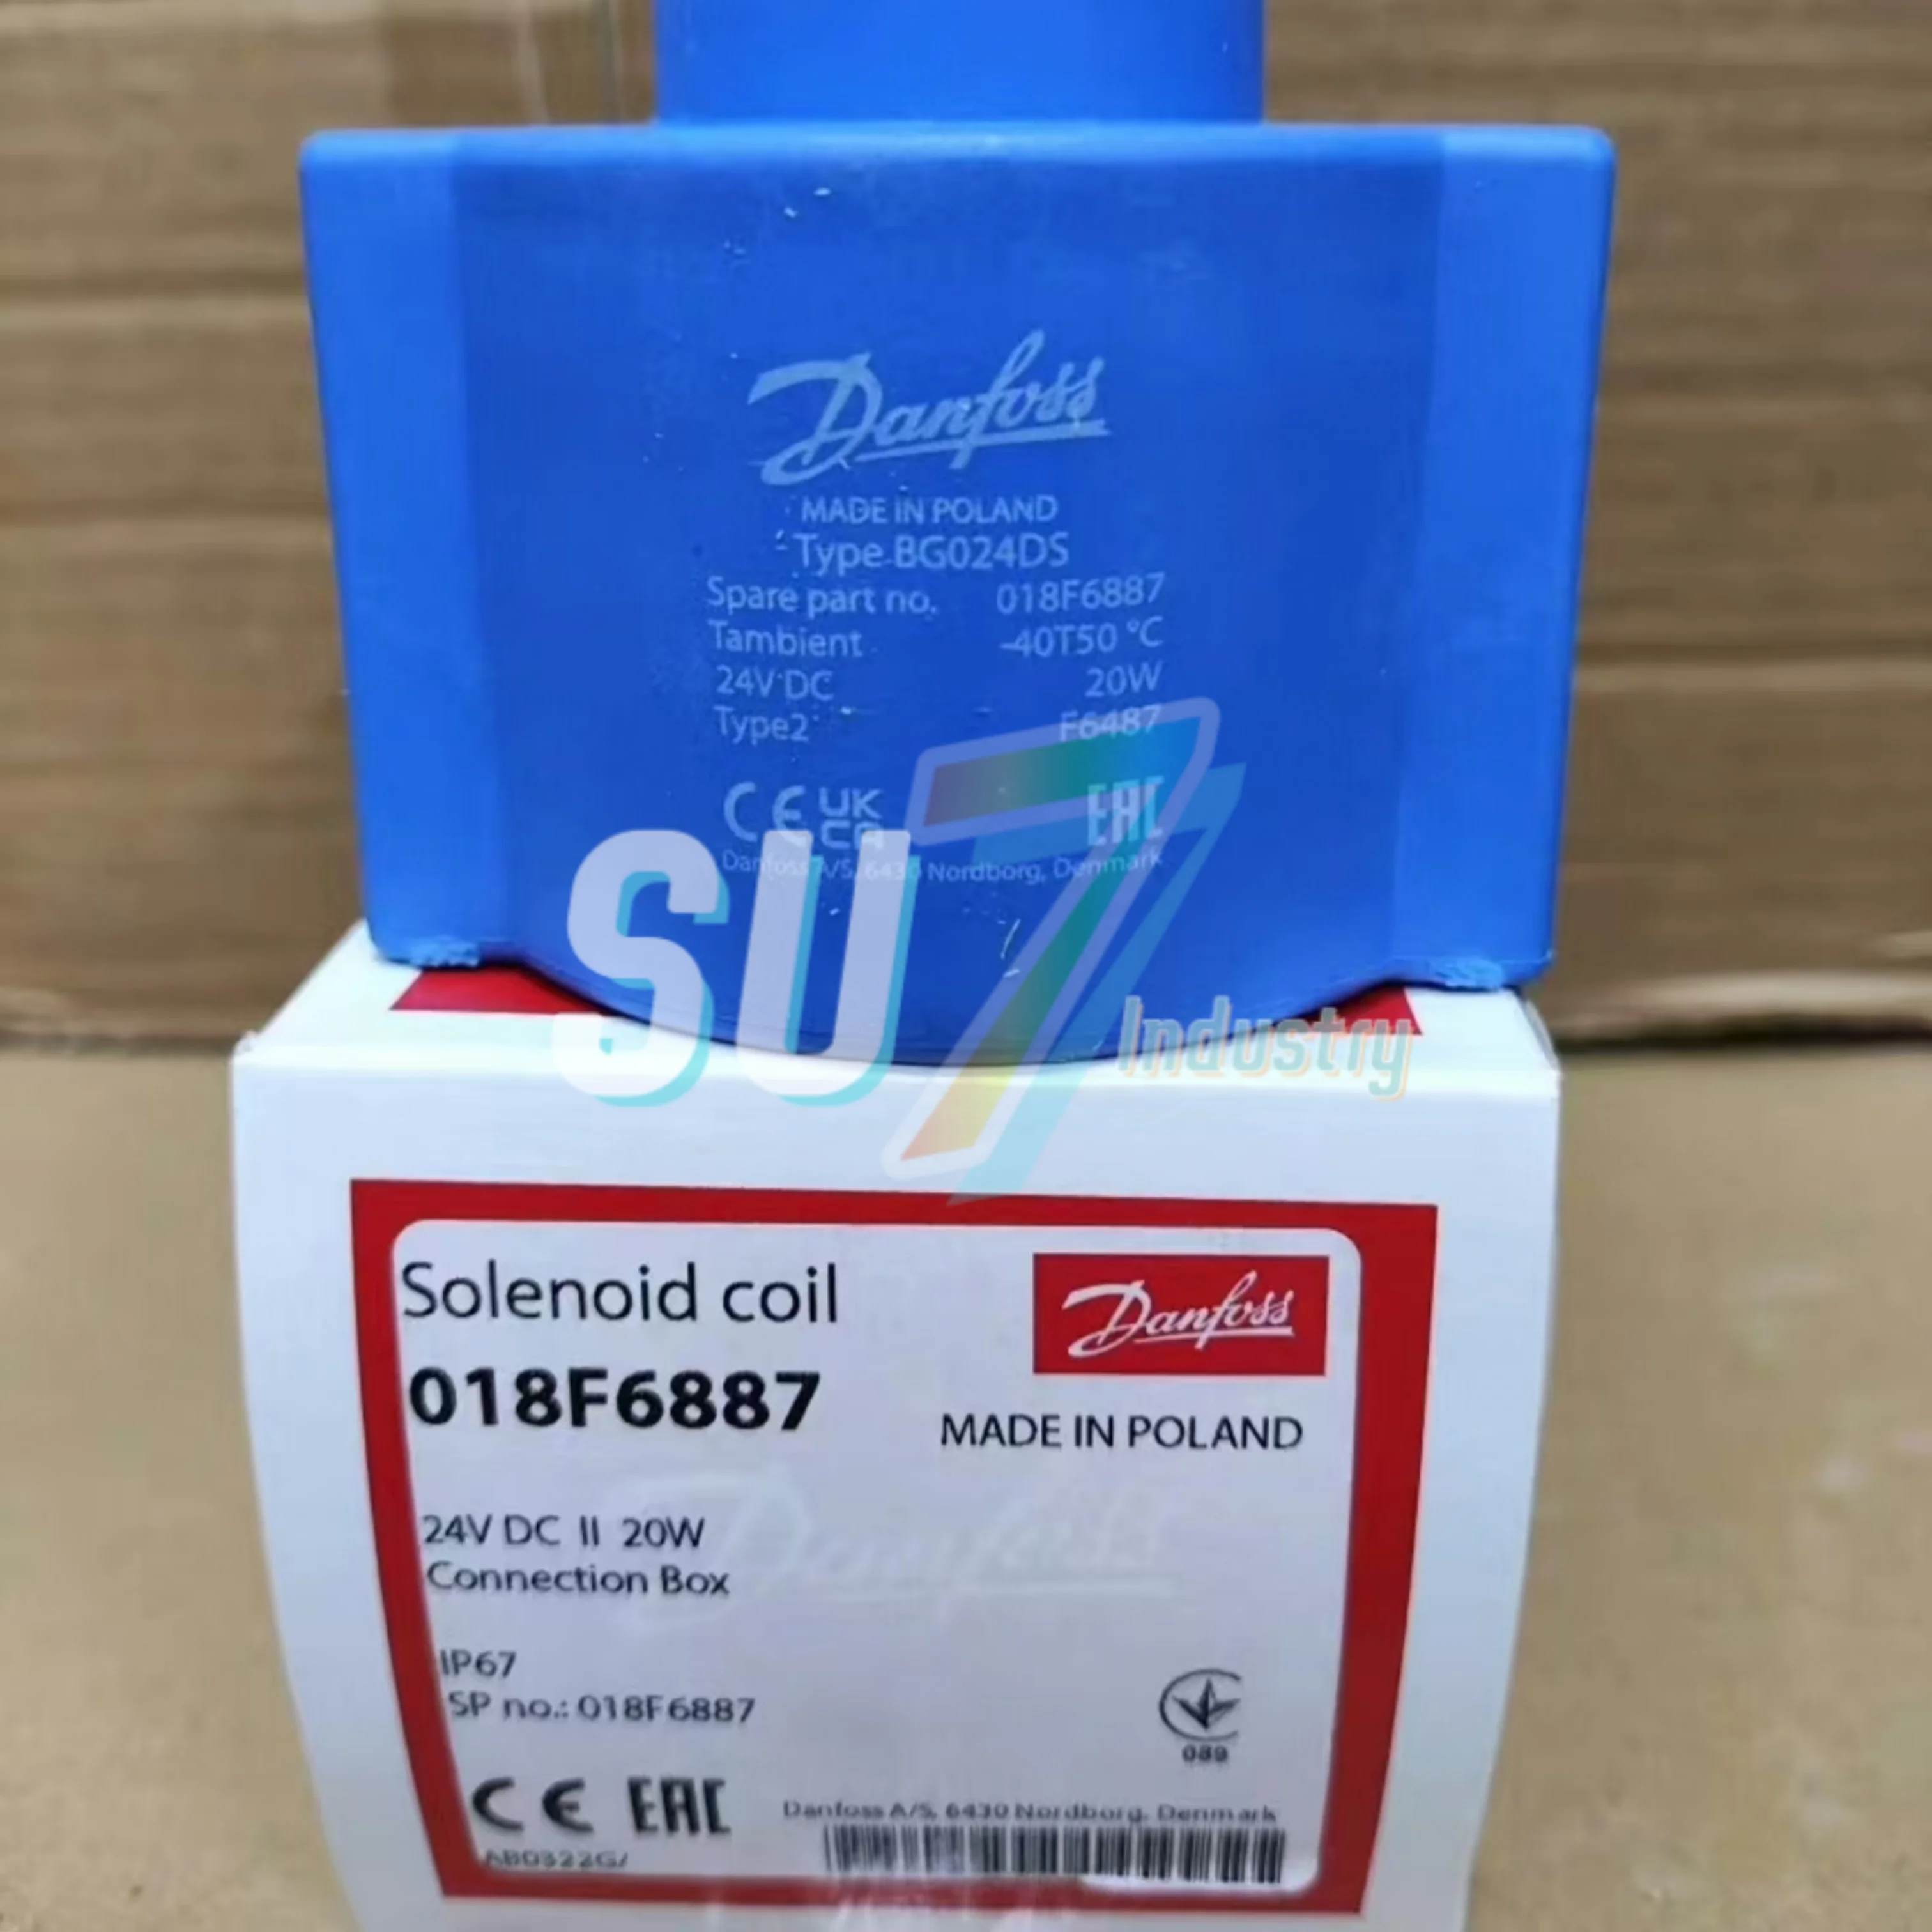 Danfoss
MADE IN POLAND
Type BG024DS
Spare part no. 018F6887
Tambient -40T50 °C
24V DC 20W
Type2 F6487
CE UK CA EAC
Danfoss A/S, 6430 Nordborg, Denmark
SU7
Industry
Solenoid coil
Danfoss
018F6887
MADE IN POLAND
24V DC II 20W
Connection Box
Danfoss
IP67
SP no.: 018F6887
089
CE EAC
Danfoss A/S, 6430 Nordborg, Denmark